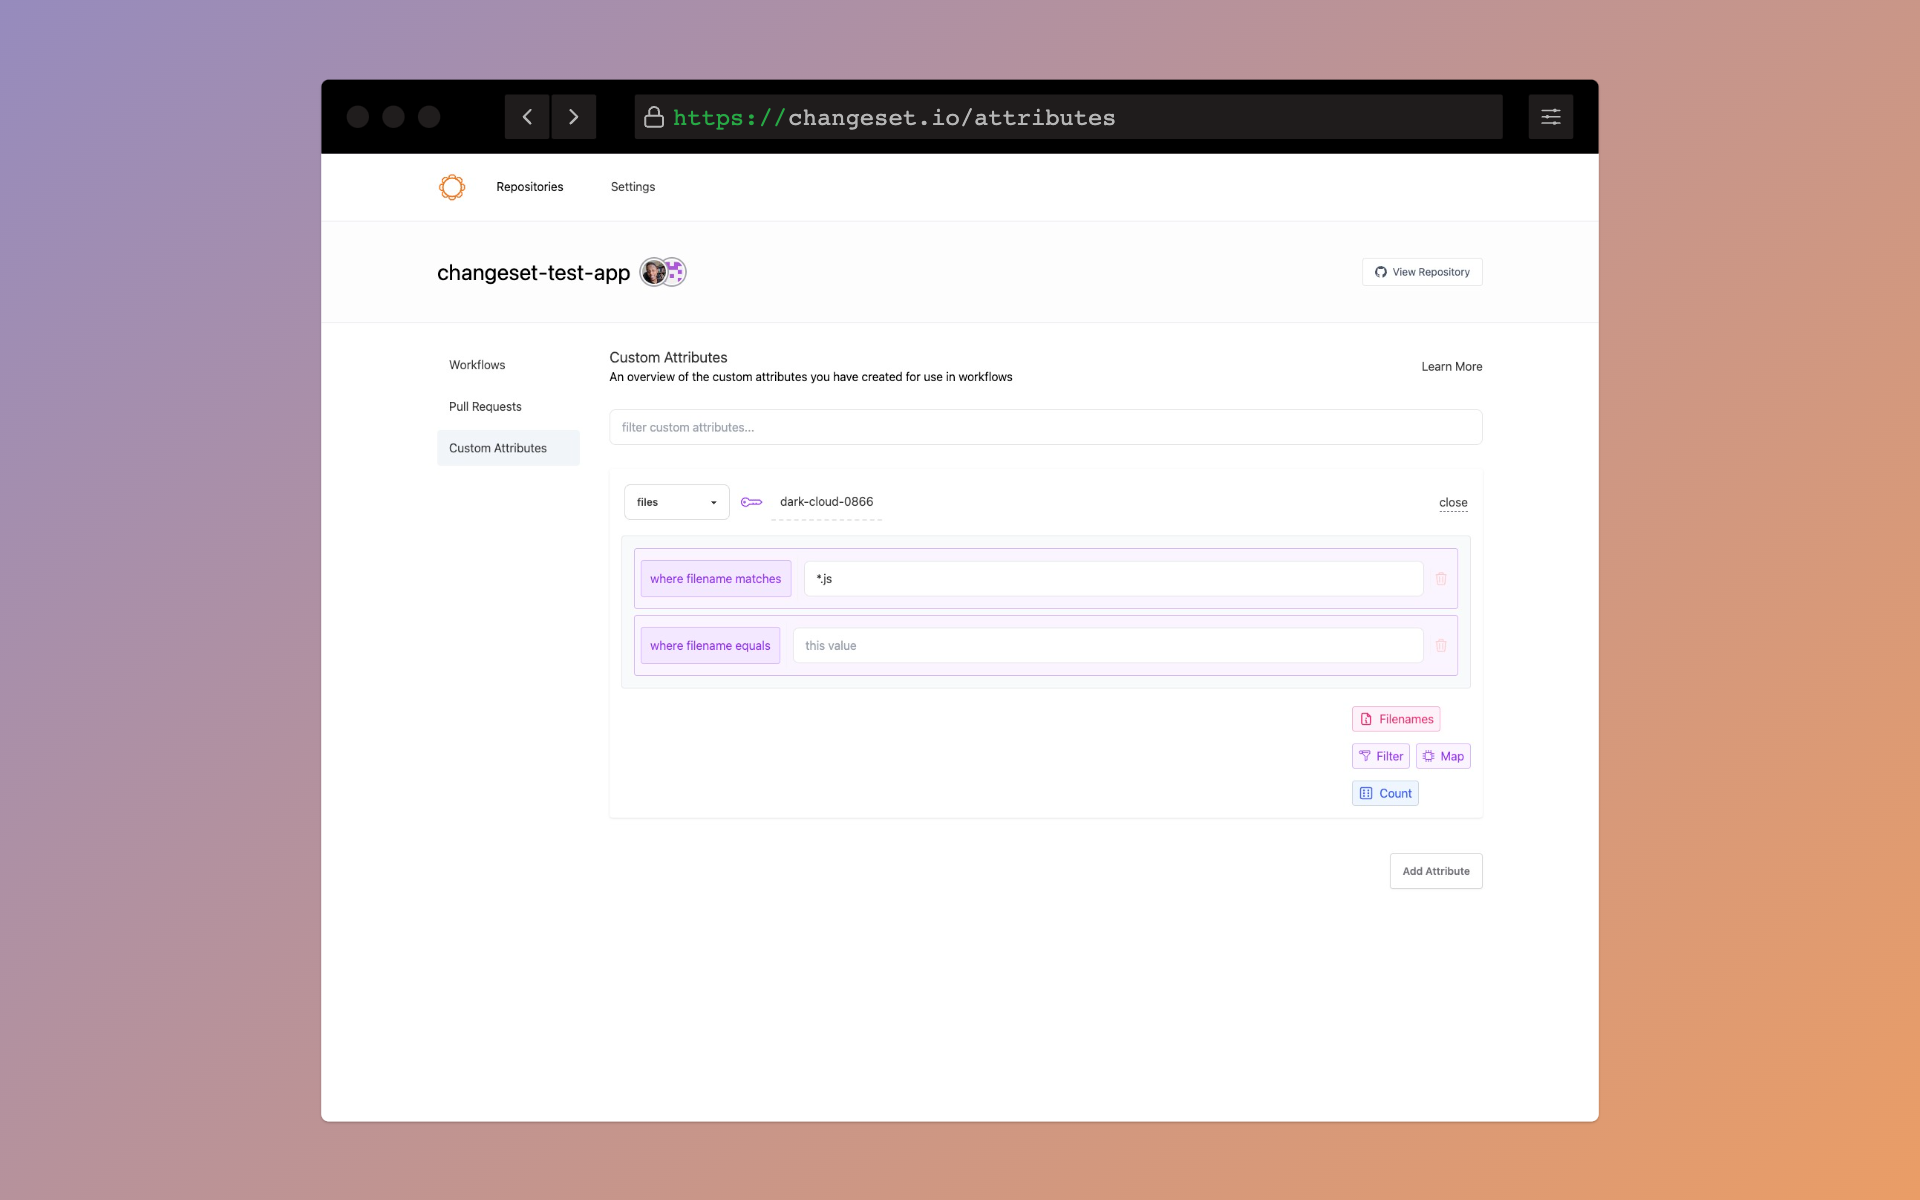 https://changeset.io/attributes
Repositories
Settings
changeset-test-app
View Repository
Workflows
Pull Requests
Custom Attributes
Custom Attributes
An overview of the custom attributes you have created for use in workflows
Learn More
filter custom attributes...
files
dark-cloud-0866
close
where filename matches
*.js
where filename equals
this value
Filenames
Filter
Map
Count
Add Attribute